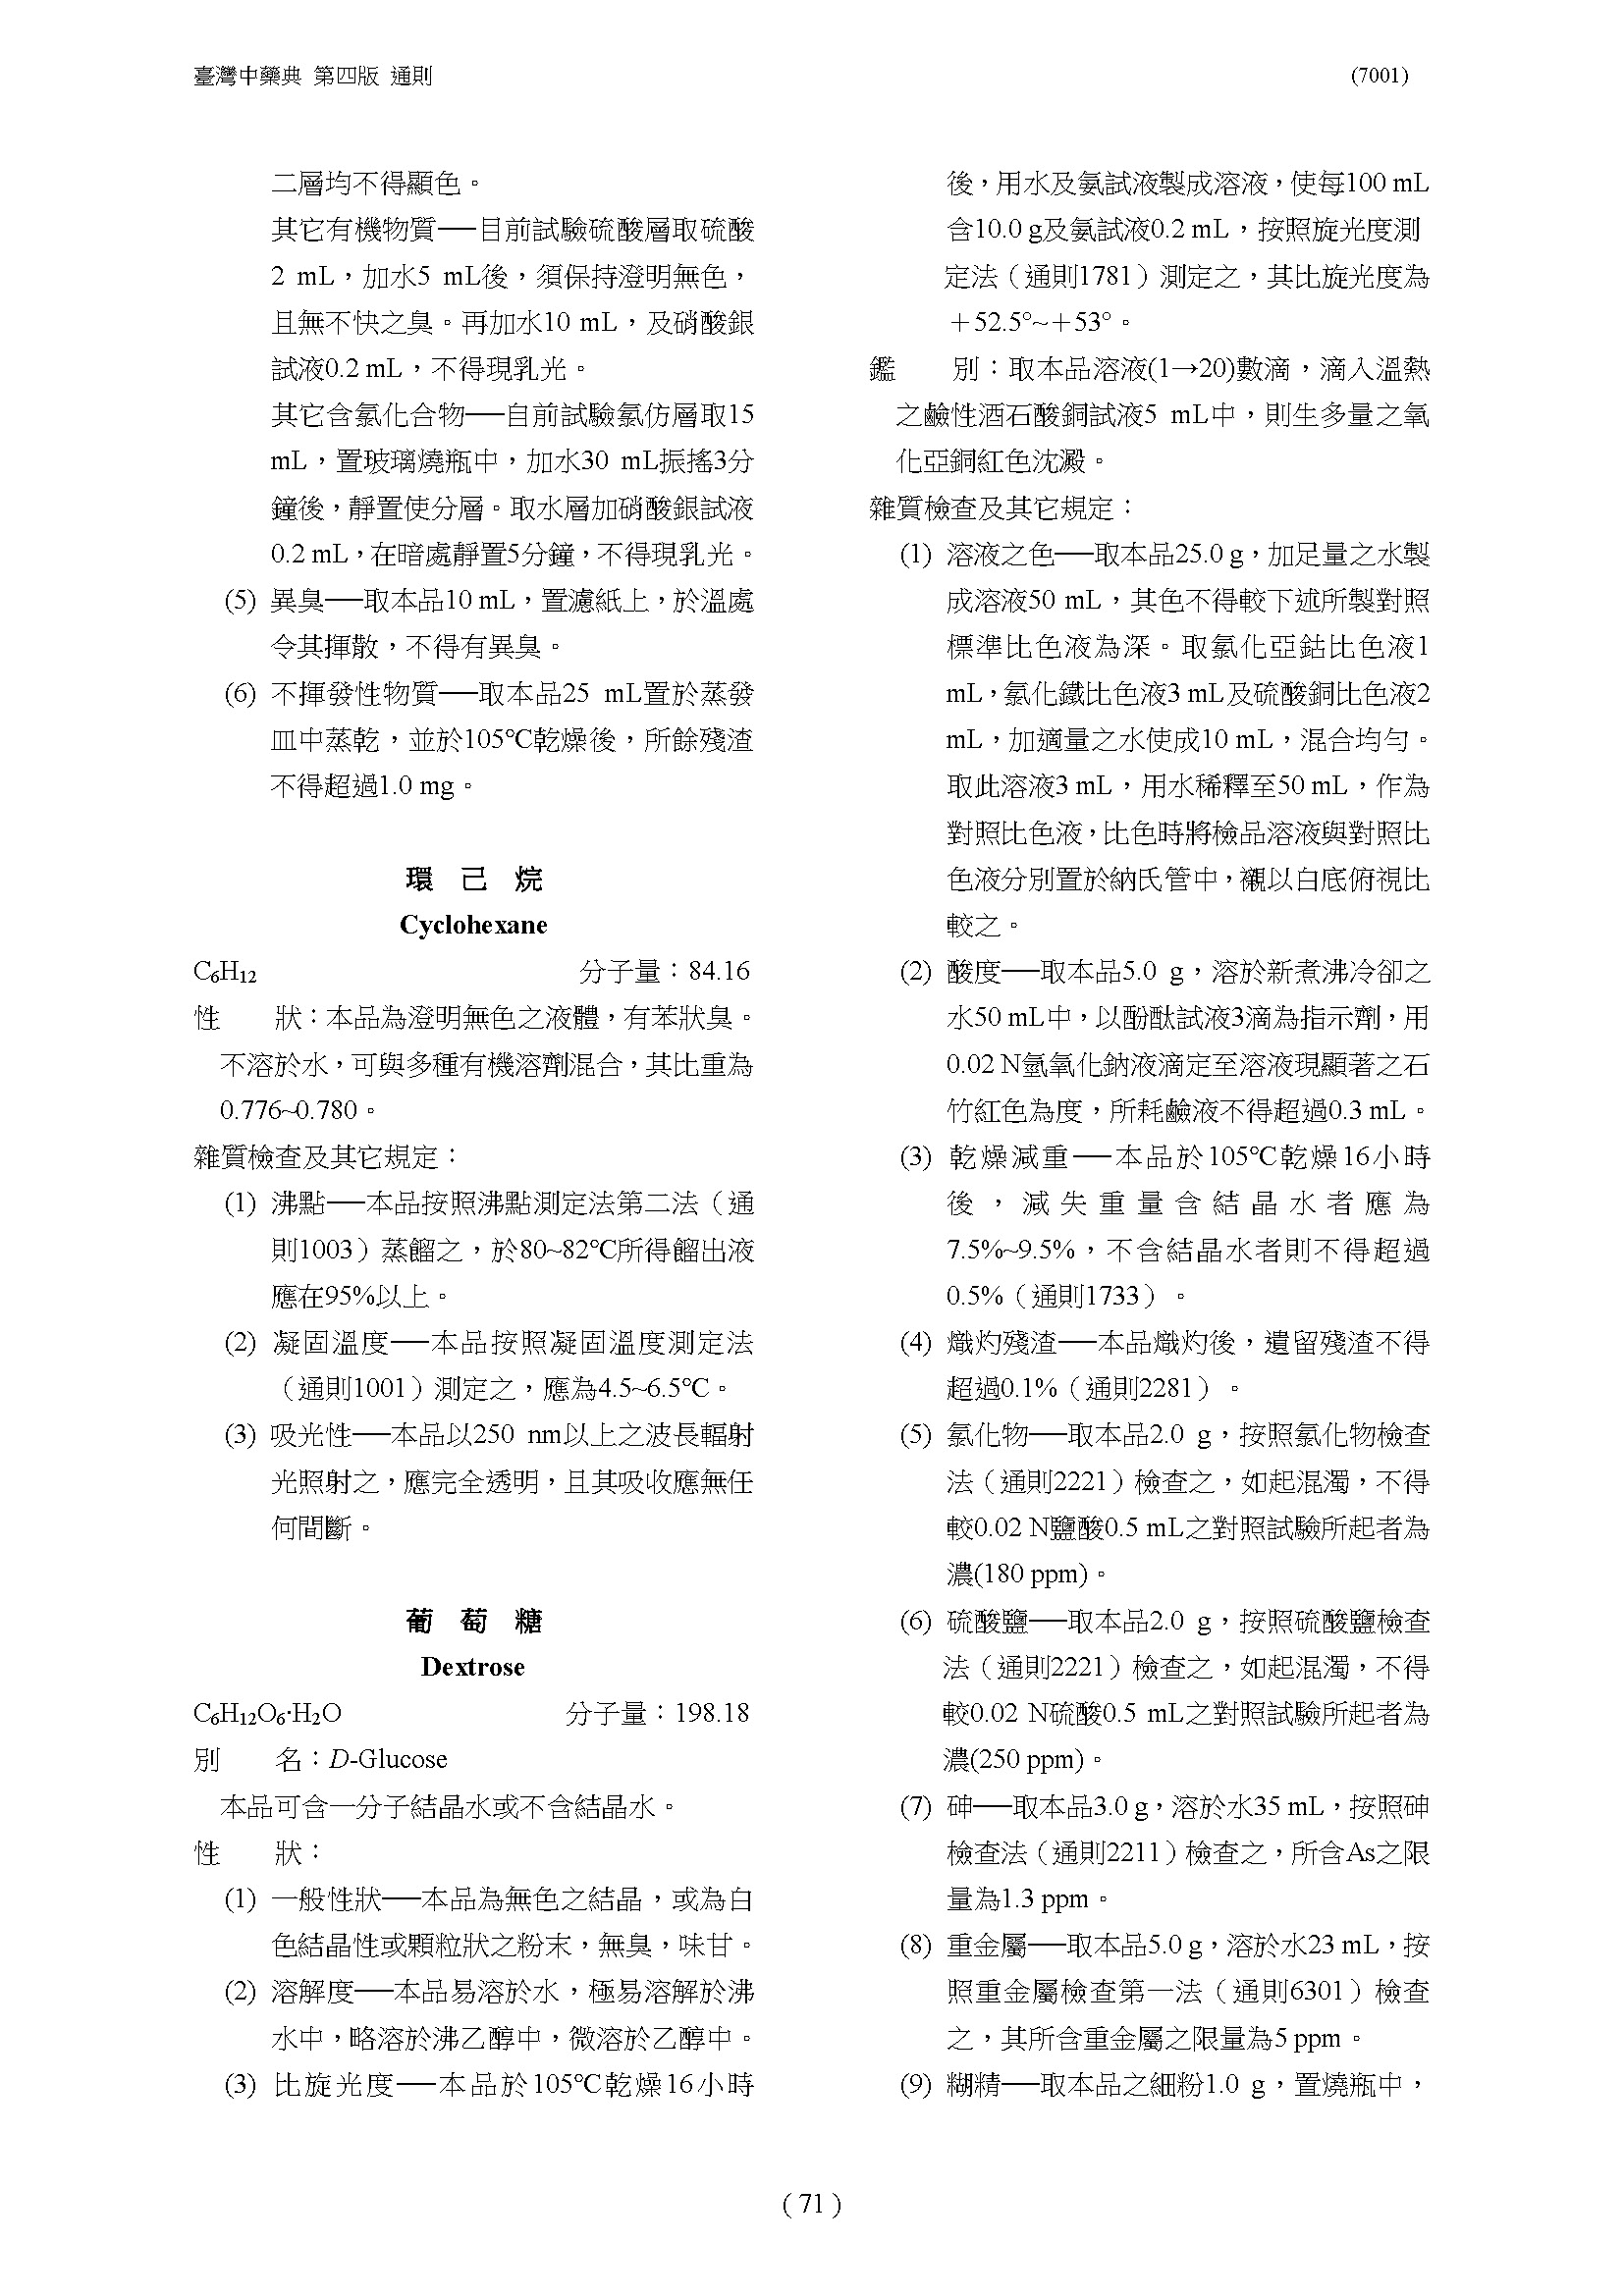 臺灣中藥典 第四版 通則
(7001)
二層均不得顯色。
其它有機物質──目前試驗硫酸層取硫酸
2 mL，加水5 mL後，須保持澄明無色，
且無不快之臭。再加水10 mL，及硝酸銀
試液0.2 mL，不得現乳光。
其它含氯化合物──自前試驗氯仿層取15
mL，置玻璃燒瓶中，加水30 mL振搖3分
鐘後，靜置使分層。取水層加硝酸銀試液
0.2 mL，在暗處靜置5分鐘，不得現乳光。
(5) 異臭──取本品10 mL，置濾紙上，於溫處
令其揮散，不得有異臭。
(6) 不揮發性物質──取本品25 mL置於蒸發
皿中蒸乾，並於105℃乾燥後，所餘殘渣
不得超過1.0 mg。
環 己 烷
Cyclohexane
C₆H₁₂ 分子量：84.16
性 狀：本品為澄明無色之液體，有苯狀臭。
不溶於水，可與多種有機溶劑混合，其比重為
0.776~0.780。
雜質檢查及其它規定：
(1) 沸點──本品按照沸點測定法第二法（通
則1003）蒸餾之，於80~82℃所得餾出液
應在95%以上。
(2) 凝固溫度──本品按照凝固溫度測定法
（通則1001）測定之，應為4.5~6.5℃。
(3) 吸光性──本品以250 nm以上之波長輻射
光照射之，應完全透明，且其吸收應無任
何間斷。
葡 萄 糖
Dextrose
C₆H₁₂O₆·H₂O 分子量：198.18
別 名：D-Glucose
本品可含一分子結晶水或不含結晶水。
性 狀：
(1) 一般性狀──本品為無色之結晶，或為白
色結晶性或顆粒狀之粉末，無臭，味甘。
(2) 溶解度──本品易溶於水，極易溶解於沸
水中，略溶於沸乙醇中，微溶於乙醇中。
(3) 比旋光度──本品於105℃乾燥16小時
後，用水及氨試液製成溶液，使每100 mL
含10.0 g及氨試液0.2 mL，按照旋光度測
定法（通則1781）測定之，其比旋光度為
＋52.5°~＋53°。
鑑 別：取本品溶液(1→20)數滴，滴入溫熱
之鹼性酒石酸銅試液5 mL中，則生多量之氧
化亞銅紅色沈澱。
雜質檢查及其它規定：
(1) 溶液之色──取本品25.0 g，加足量之水製
成溶液50 mL，其色不得較下述所製對照
標準比色液為深。取氯化亞鈷比色液1
mL，氯化鐵比色液3 mL及硫酸銅比色液2
mL，加適量之水使成10 mL，混合均勻。
取此溶液3 mL，用水稀釋至50 mL，作為
對照比色液，比色時將檢品溶液與對照比
色液分別置於納氏管中，襯以白底俯視比
較之。
(2) 酸度──取本品5.0 g，溶於新煮沸冷卻之
水50 mL中，以酚酞試液3滴為指示劑，用
0.02 N氫氧化鈉液滴定至溶液現顯著之石
竹紅色為度，所耗鹼液不得超過0.3 mL。
(3) 乾燥減重──本品於105℃乾燥16小時
後，減失重量含結晶水者應為
7.5%~9.5%，不含結晶水者則不得超過
0.5%（通則1733）。
(4) 熾灼殘渣──本品熾灼後，遺留殘渣不得
超過0.1%（通則2281）。
(5) 氯化物──取本品2.0 g，按照氯化物檢查
法（通則2221）檢查之，如起混濁，不得
較0.02 N鹽酸0.5 mL之對照試驗所起者為
濃(180 ppm)。
(6) 硫酸鹽──取本品2.0 g，按照硫酸鹽檢查
法（通則2221）檢查之，如起混濁，不得
較0.02 N硫酸0.5 mL之對照試驗所起者為
濃(250 ppm)。
(7) 砷──取本品3.0 g，溶於水35 mL，按照砷
檢查法（通則2211）檢查之，所含As之限
量為1.3 ppm。
(8) 重金屬──取本品5.0 g，溶於水23 mL，按
照重金屬檢查第一法（通則6301）檢查
之，其所含重金屬之限量為5 ppm。
(9) 糊精──取本品之細粉1.0 g，置燒瓶中，
( 71 )